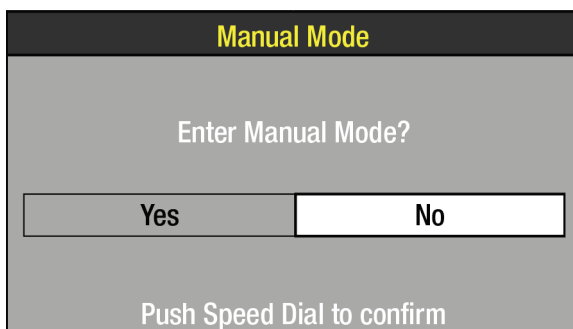 Manual Mode
Enter Manual Mode?
Yes No
Push Speed Dial to confirm